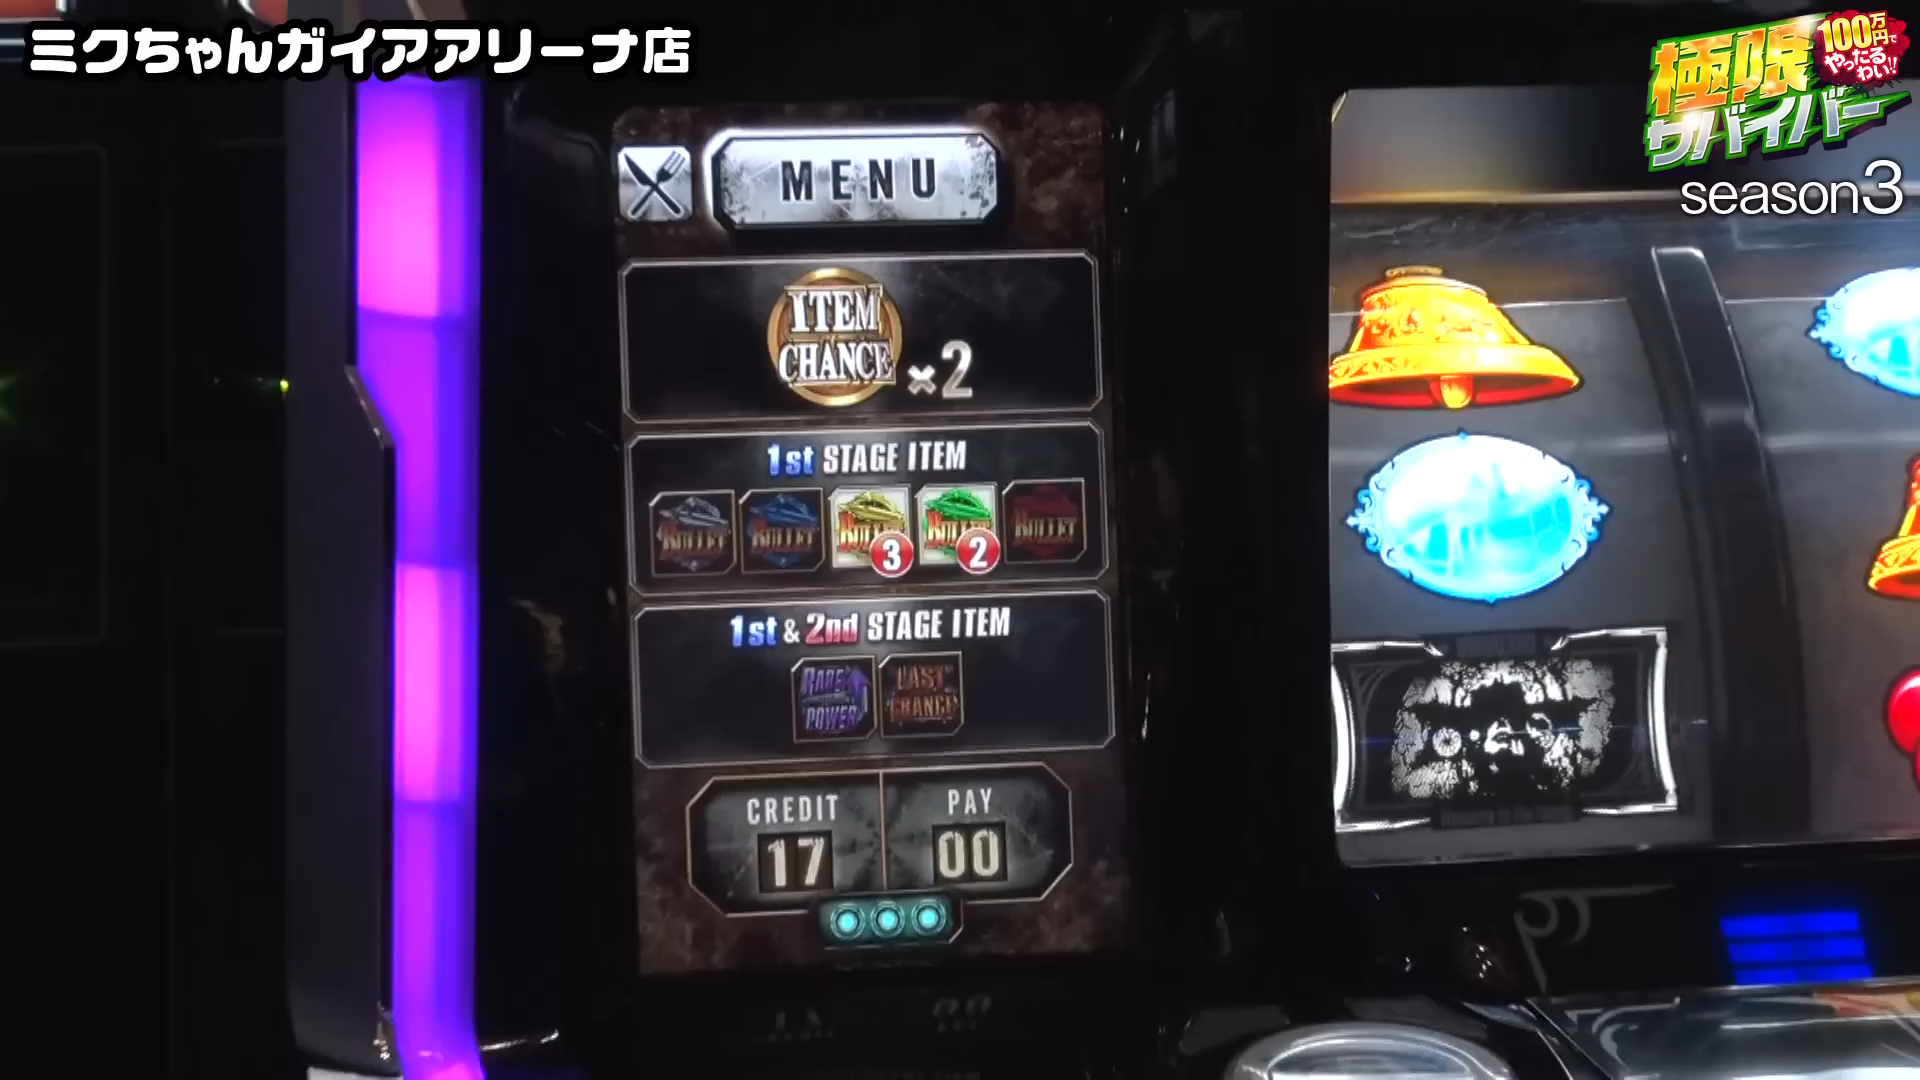 ミクちゃんガイアアリーナ店
極限
サバイバー
100万円で
やったる
わい!!
season3
MENU
ITEM
CHANCE
×2
1st STAGE ITEM
BULLET BULLET BULLET 3 BULLET 2 BULLET
1st & 2nd STAGE ITEM
RARE POWER
LAST CHANCE
CREDIT PAY
17 00